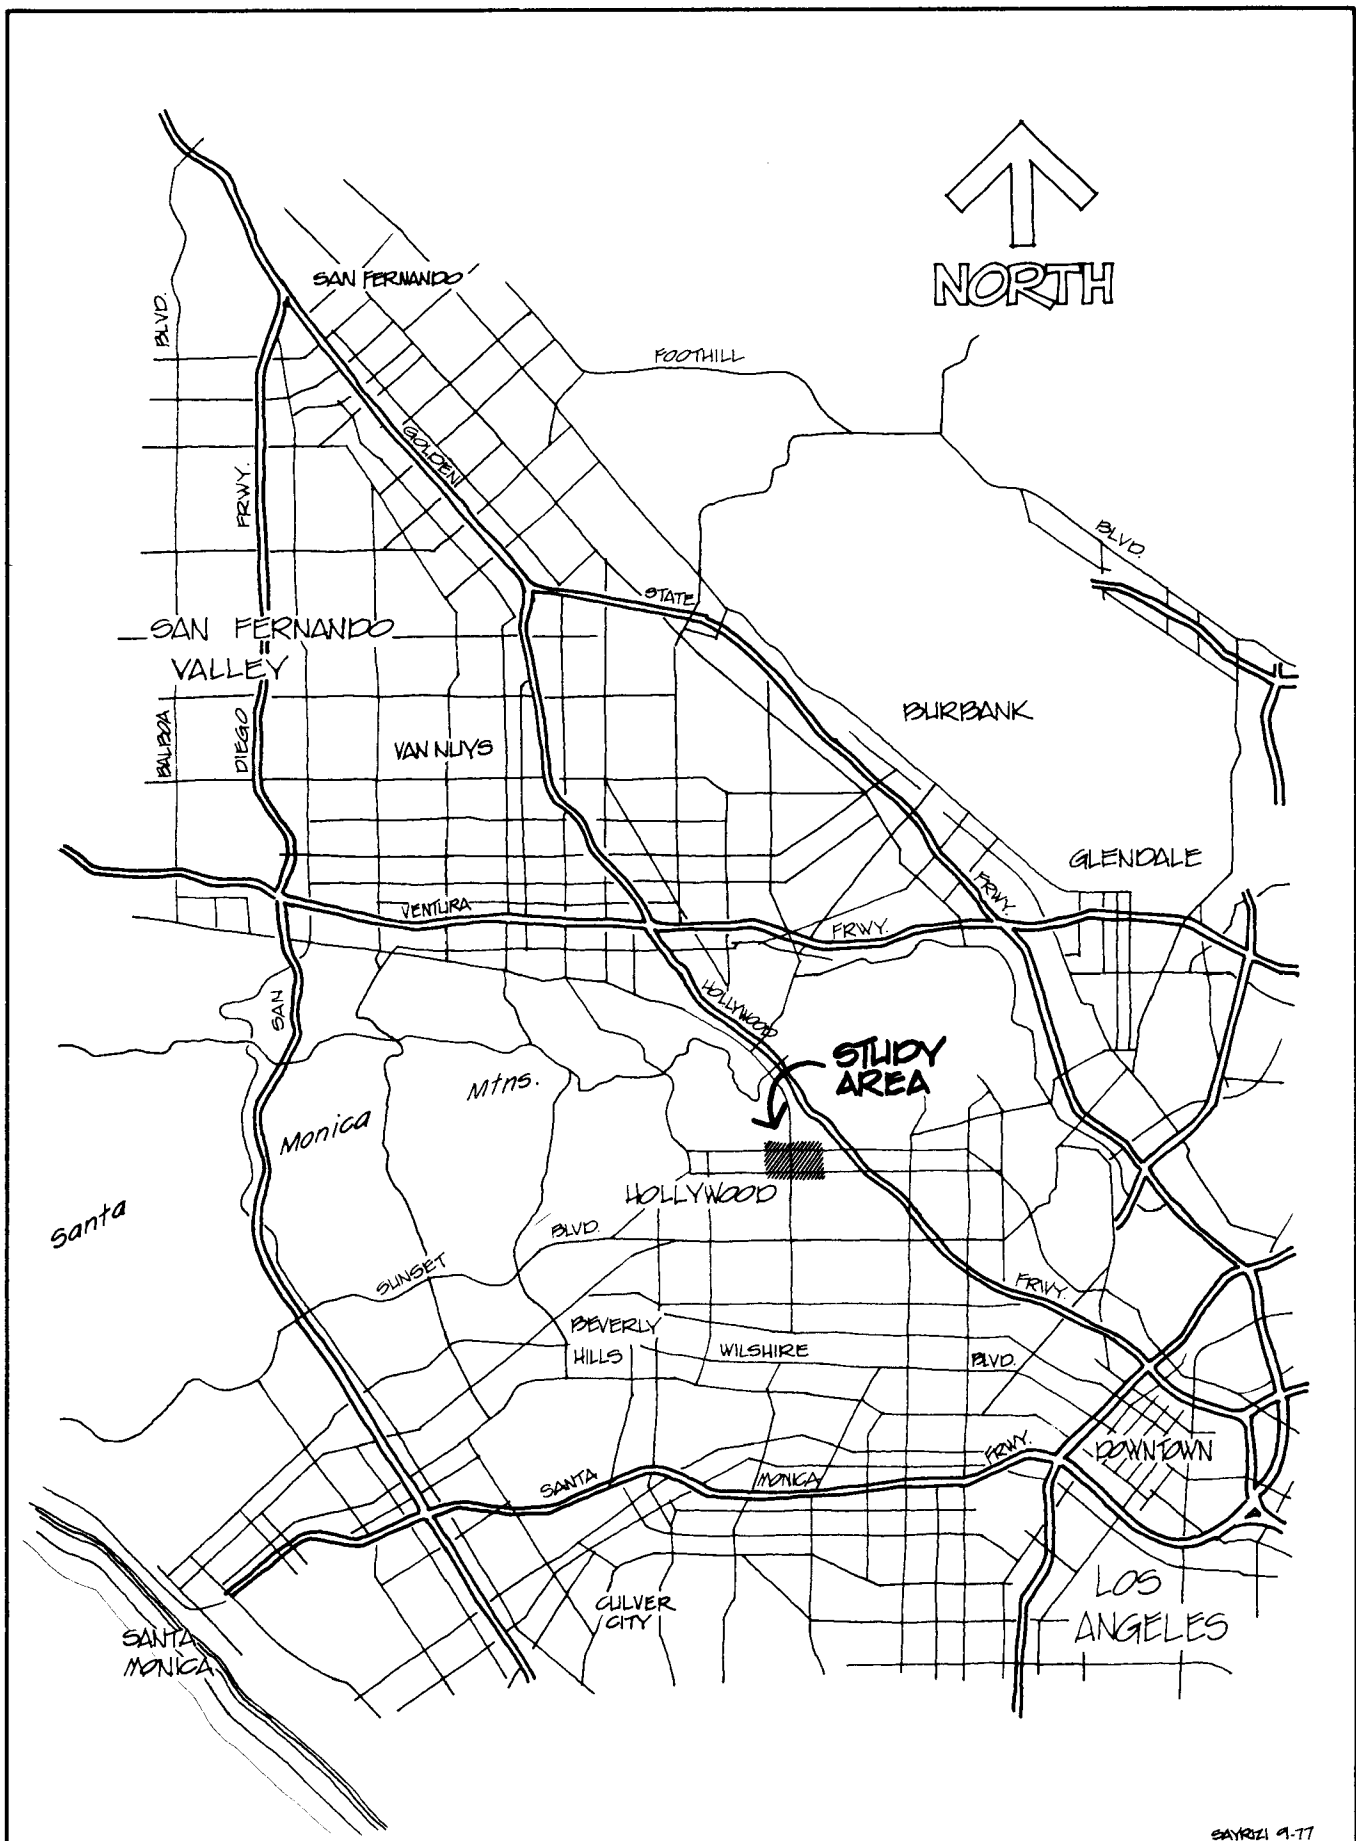 NORTH
SAN FERNANDO
BLVD.
FOOTHILL
GOLDEN
FRWY.
BLVD.
STATE
SAN FERNANDO
VALLEY
BURBANK
BALBOA
DIEGO
VAN NUYS
GLENDALE
FRWY.
VENTURA
FRWY.
SAN
HOLLYWOOD
STUDY
AREA
Mtns.
Monica
Santa
HOLLYWOOD
BLVD.
SUNSET
FRWY.
BEVERLY
HILLS
WILSHIRE
BLVD.
DOWNTOWN
FRWY.
SANTA
MONICA
LOS
ANGELES
CULVER
CITY
SANTA
MONICA
SAYRIZI 9-77